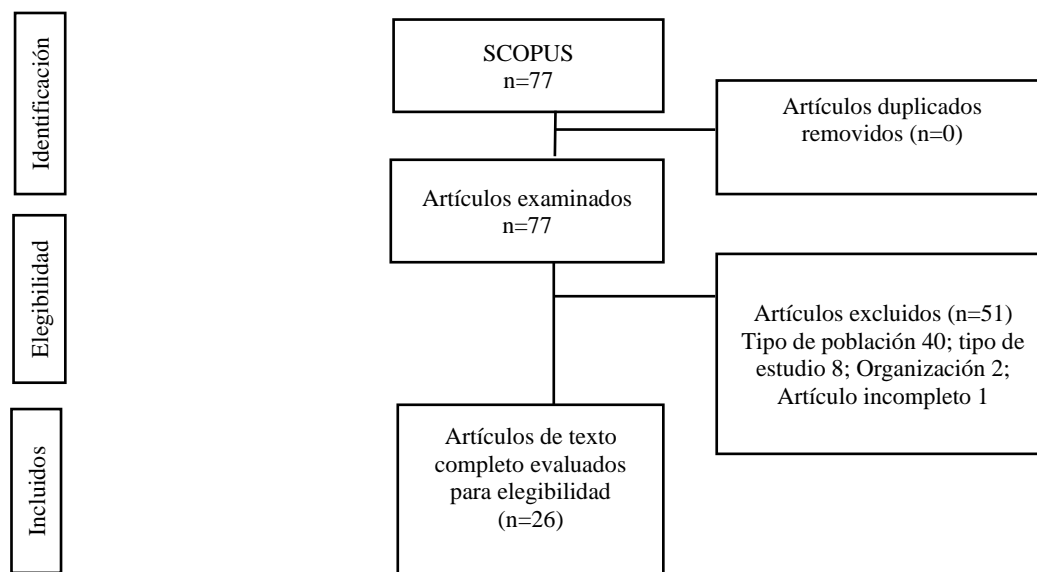 Identificación
SCOPUS
n=77
Artículos duplicados
removidos (n=0)
Artículos examinados
n=77
Elegibilidad
Artículos excluidos (n=51)
Tipo de población 40; tipo de
estudio 8; Organización 2;
Artículo incompleto 1
Incluidos
Artículos de texto
completo evaluados
para elegibilidad
(n=26)